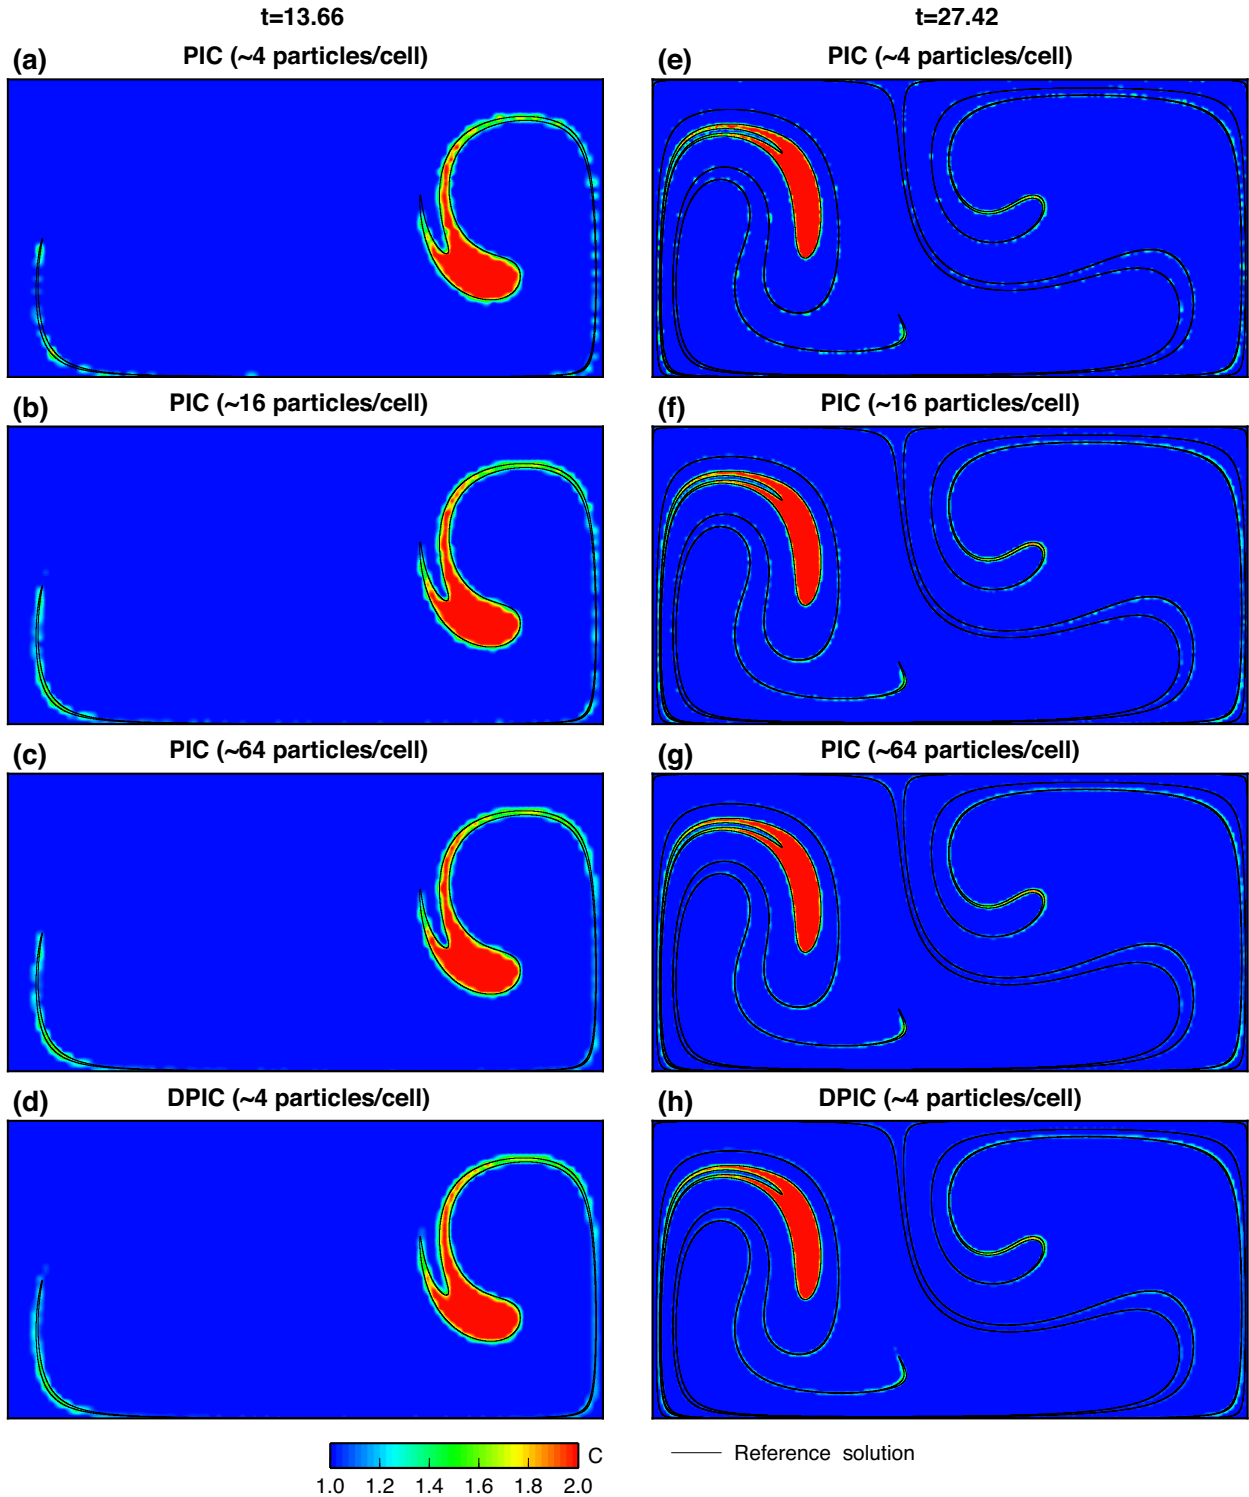 t=13.66
t=27.42
(a) PIC (~4 particles/cell)
(e) PIC (~4 particles/cell)
(b) PIC (~16 particles/cell)
(f) PIC (~16 particles/cell)
(c) PIC (~64 particles/cell)
(g) PIC (~64 particles/cell)
(d) DPIC (~4 particles/cell)
(h) DPIC (~4 particles/cell)
C
1.0 1.2 1.4 1.6 1.8 2.0
Reference solution